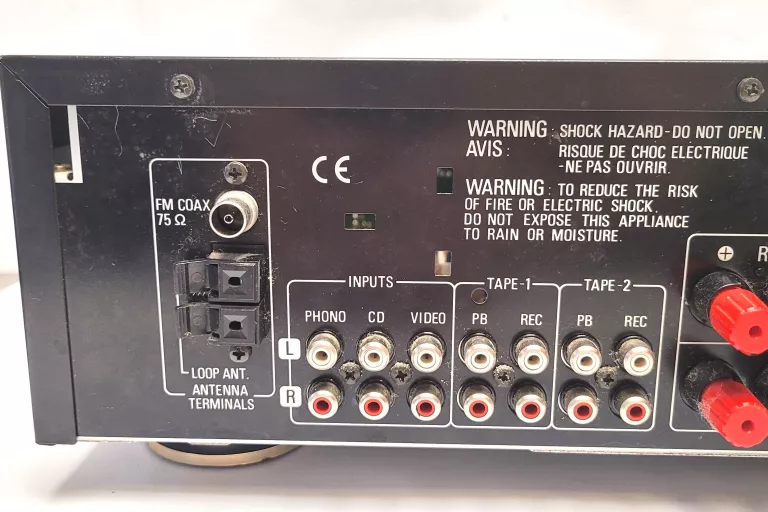 WARNING : SHOCK HAZARD-DO NOT OPEN.
AVIS : RISQUE DE CHOC ELECTRIQUE
-NE PAS OUVRIR.
CE
WARNING : TO REDUCE THE RISK
OF FIRE OR ELECTRIC SHOCK,
DO NOT EXPOSE THIS APPLIANCE
TO RAIN OR MOISTURE.
FM COAX
75 Ω
LOOP ANT.
ANTENNA
TERMINALS
INPUTS TAPE-1 TAPE-2
PHONO CD VIDEO PB REC PB REC
L
R
+ R